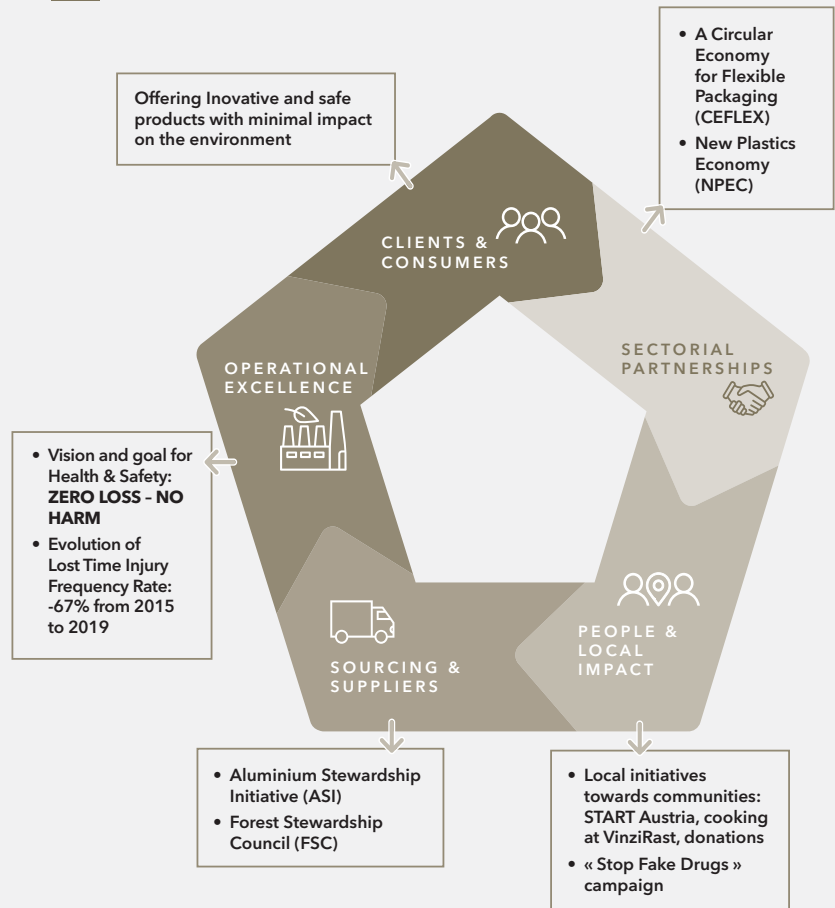 Offering Inovative and safe
products with minimal impact
on the environment
• A Circular
Economy
for Flexible
Packaging
(CEFLEX)
• New Plastics
Economy
(NPEC)
CLIENTS &
CONSUMERS
SECTORIAL
PARTNERSHIPS
OPERATIONAL
EXCELLENCE
• Vision and goal for
Health & Safety:
ZERO LOSS – NO
HARM
• Evolution of
Lost Time Injury
Frequency Rate:
-67% from 2015
to 2019
PEOPLE &
LOCAL
IMPACT
SOURCING &
SUPPLIERS
• Aluminium Stewardship
Initiative (ASI)
• Forest Stewardship
Council (FSC)
• Local initiatives
towards communities:
START Austria, cooking
at VinziRast, donations
• « Stop Fake Drugs »
campaign